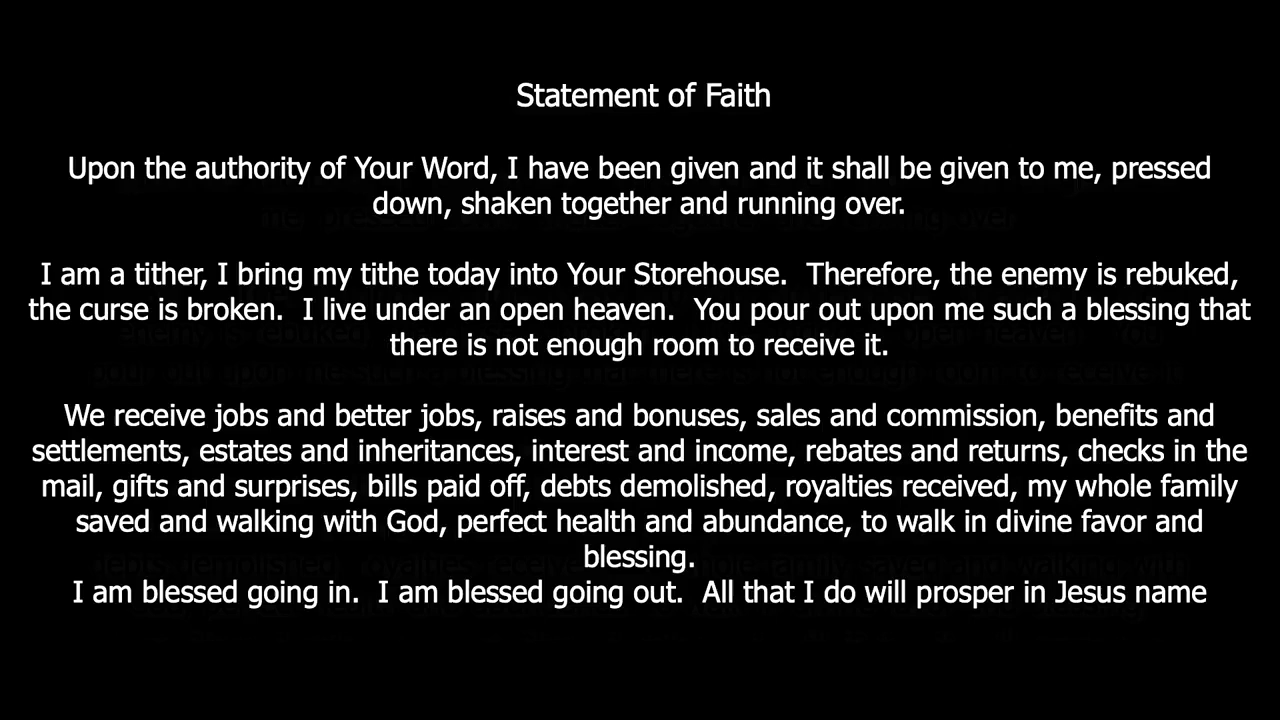 Statement of Faith
Upon the authority of Your Word, I have been given and it shall be given to me, pressed
down, shaken together and running over.
I am a tither, I bring my tithe today into Your Storehouse.  Therefore, the enemy is rebuked,
the curse is broken.  I live under an open heaven.  You pour out upon me such a blessing that
there is not enough room to receive it.
We receive jobs and better jobs, raises and bonuses, sales and commission, benefits and
settlements, estates and inheritances, interest and income, rebates and returns, checks in the
mail, gifts and surprises, bills paid off, debts demolished, royalties received, my whole family
saved and walking with God, perfect health and abundance, to walk in divine favor and
blessing.
I am blessed going in.  I am blessed going out.  All that I do will prosper in Jesus name